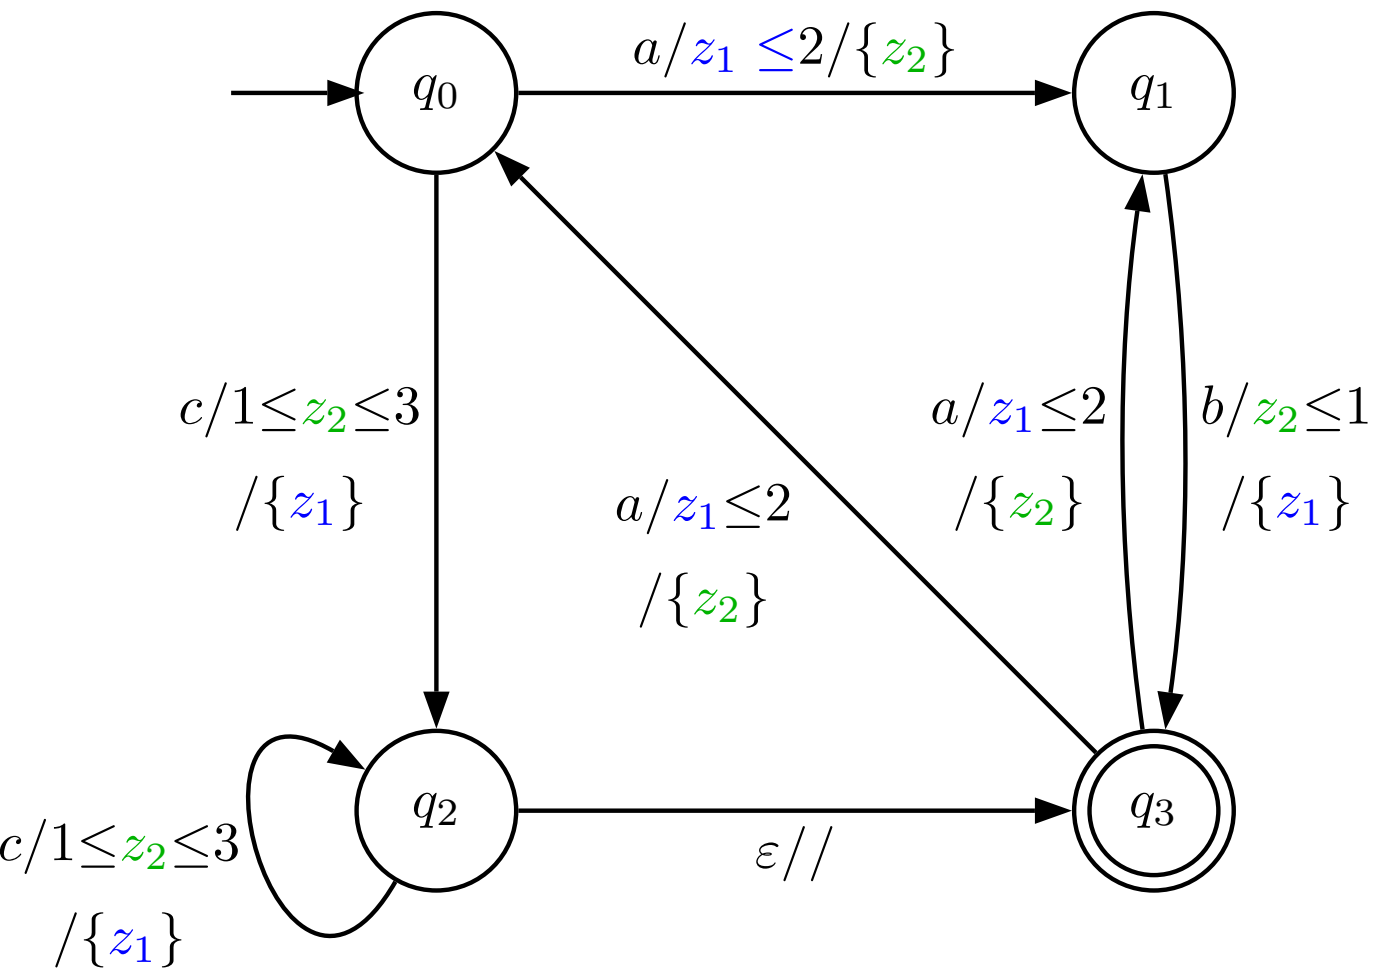 q₀
a/z₁ ≤2/{z₂}
q₁
c/1≤z₂≤3
/{z₁}
a/z₁≤2
/{z₂}
a/z₁≤2
/{z₂}
b/z₂≤1
/{z₁}
q₂
ε//
q₃
c/1≤z₂≤3
/{z₁}